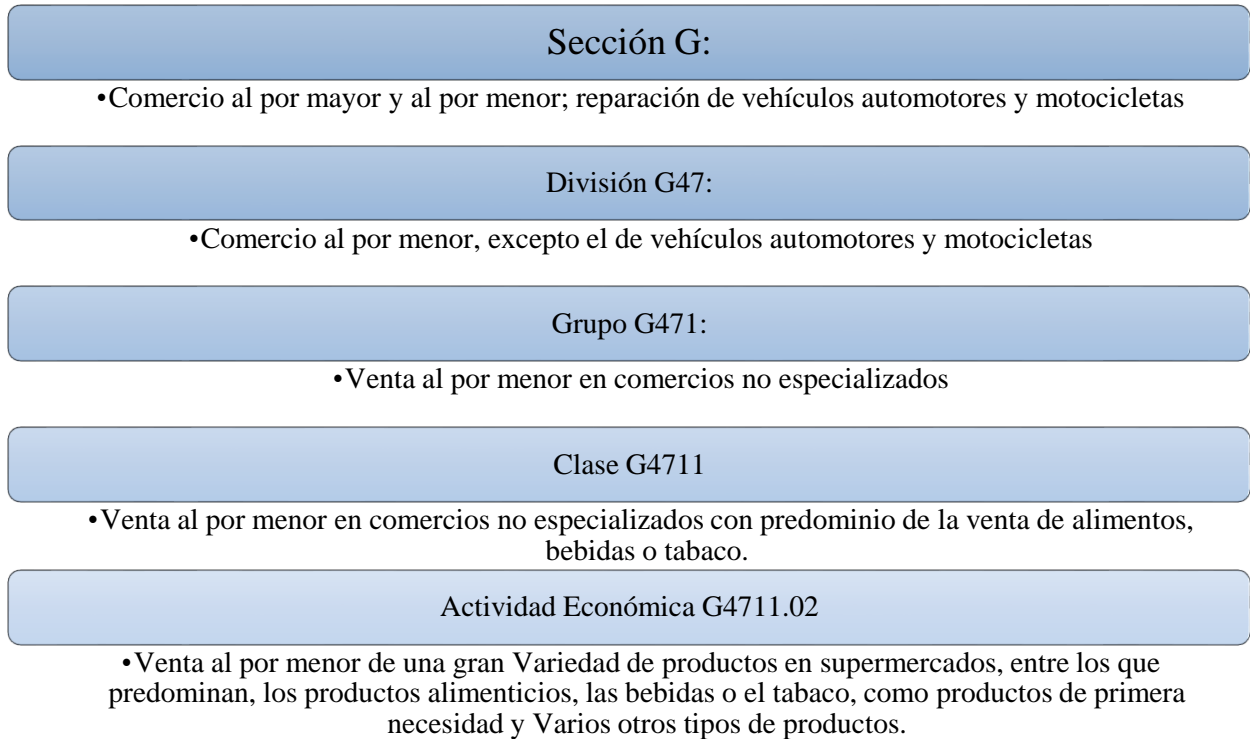 Sección G:
•Comercio al por mayor y al por menor; reparación de vehículos automotores y motocicletas
División G47:
•Comercio al por menor, excepto el de vehículos automotores y motocicletas
Grupo G471:
•Venta al por menor en comercios no especializados
Clase G4711
•Venta al por menor en comercios no especializados con predominio de la venta de alimentos,
bebidas o tabaco.
Actividad Económica G4711.02
•Venta al por menor de una gran Variedad de productos en supermercados, entre los que
predominan, los productos alimenticios, las bebidas o el tabaco, como productos de primera
necesidad y Varios otros tipos de productos.